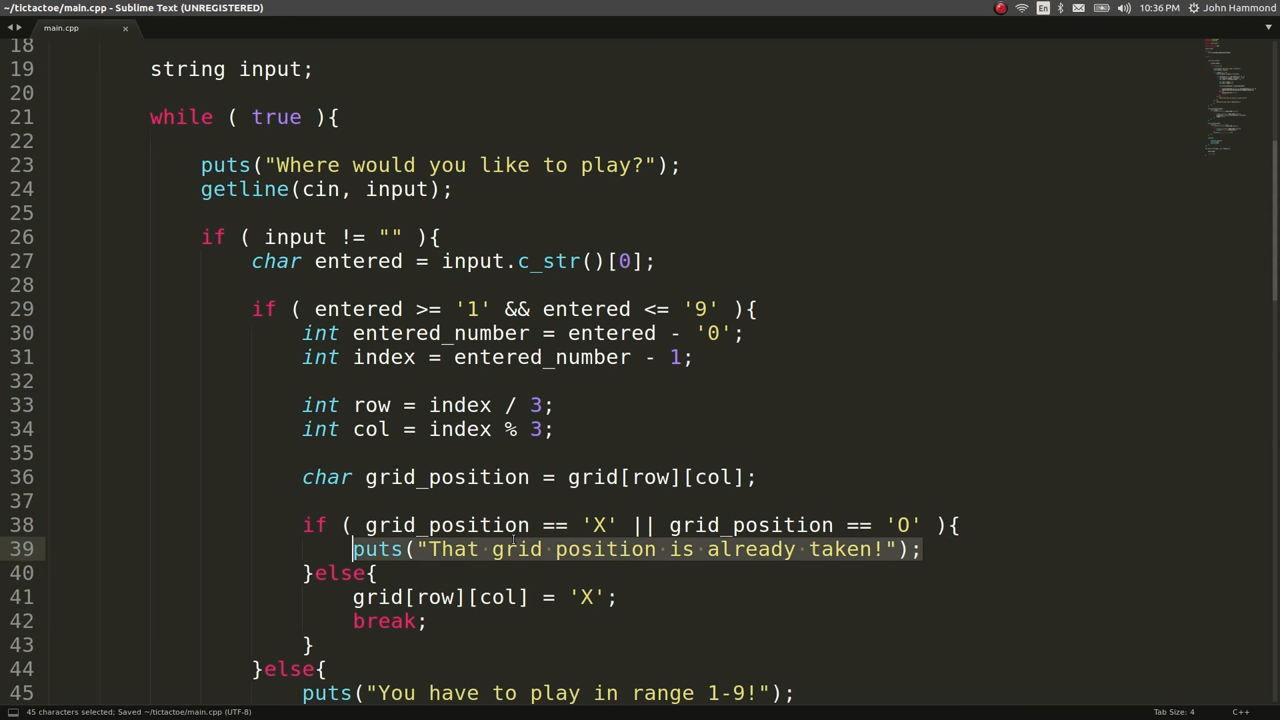 ~/tictactoe/main.cpp - Sublime Text (UNREGISTERED)
En
10:36 PM
John Hammond
main.cpp
18
19 string input;
20
21 while ( true ){
22
23 puts("Where would you like to play?");
24 getline(cin, input);
25
26 if ( input != "" ){
27 char entered = input.c_str()[0];
28
29 if ( entered >= '1' && entered <= '9' ){
30 int entered_number = entered - '0';
31 int index = entered_number - 1;
32
33 int row = index / 3;
34 int col = index % 3;
35
36 char grid_position = grid[row][col];
37
38 if ( grid_position == 'X' || grid_position == 'O' ){
39 puts("That grid position is already taken!");
40 }else{
41 grid[row][col] = 'X';
42 break;
43 }
44 }else{
45 puts("You have to play in range 1-9!");
45 characters selected; Saved ~/tictactoe/main.cpp (UTF-8)
Tab Size: 4
C++